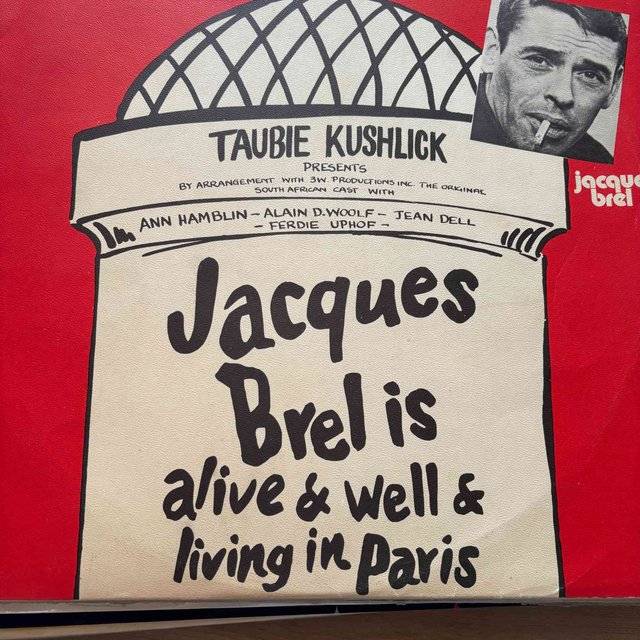 TAUBIE KUSHLICK
PRESENTS
BY ARRANGEMENT WITH 3W PRODUCTIONS INC. THE ORIGINAL
SOUTH AFRICAN CAST WITH
ANN HAMBLIN - ALAIN D. WOOLF - JEAN DELL
- FERDIE UPHOF -
jacque
brel
Jacques
Brel is
alive & well &
living in Paris